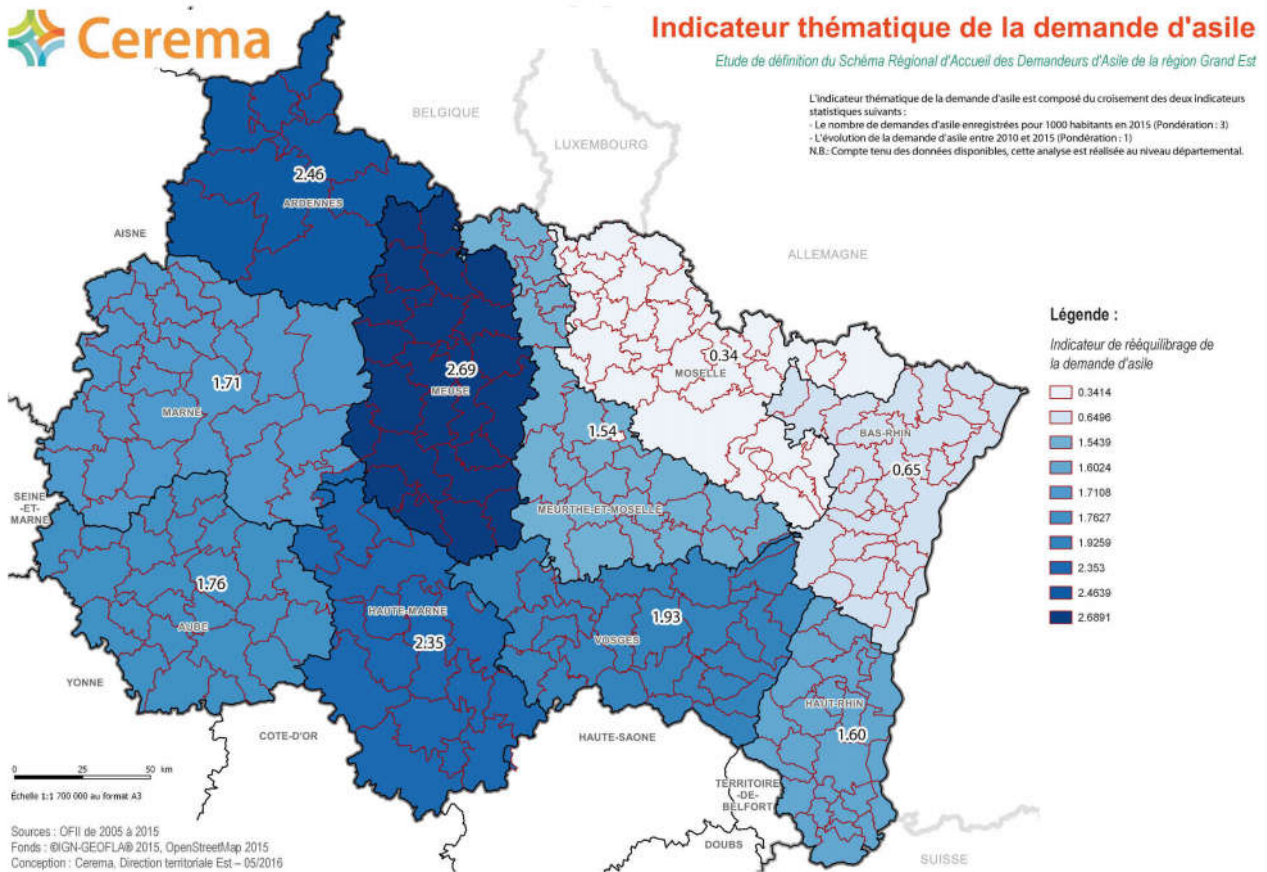 Cerema
Indicateur thématique de la demande d'asile
Etude de définition du Schéma Régional d'Accueil des Demandeurs d'Asile de la région Grand Est
L'indicateur thématique de la demande d'asile est composé du croisement des deux indicateurs
statistiques suivants :
- Le nombre de demandes d'asile enregistrées pour 1000 habitants en 2015 (Pondération : 3)
- L'évolution de la demande d'asile entre 2010 et 2015 (Pondération : 1)
N.B.: Compte tenu des données disponibles, cette analyse est réalisée au niveau départemental.
BELGIQUE
LUXEMBOURG
ALLEMAGNE
AISNE
2.46
ARDENNES
1.71
MARNE
2.69
MEUSE
0.34
MOSELLE
1.54
MEURTHE-ET-MOSELLE
BAS-RHIN
0.65
SEINE
-ET-
MARNE
1.76
AUBE
HAUTE-MARNE
2.35
1.93
VOSGES
HAUT-RHIN
1.60
YONNE
COTE-D'OR
HAUTE-SAONE
TERRITOIRE
-DE-
BELFORT
DOUBS
SUISSE
Légende :
Indicateur de rééquilibrage de
la demande d'asile
0.3414
0.6496
1.5439
1.6024
1.7108
1.7627
1.9259
2.353
2.4639
2.6891
0 25 50 km
Échelle 1:1 700 000 au format A3
Sources : OFII de 2005 à 2015
Fonds : ©IGN-GEOFLA® 2015, OpenStreetMap 2015
Conception : Cerema, Direction territoriale Est – 05/2016